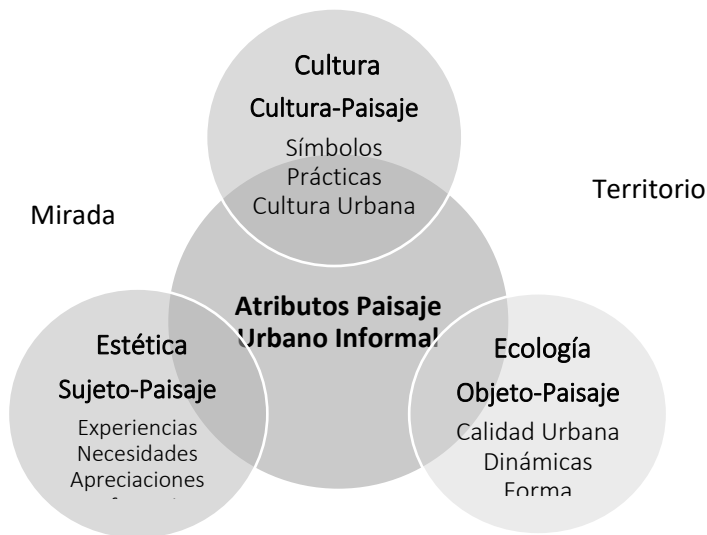 Cultura
Cultura-Paisaje
Símbolos
Prácticas
Cultura Urbana
Mirada
Territorio
Atributos Paisaje
Urbano Informal
Estética
Sujeto-Paisaje
Experiencias
Necesidades
Apreciaciones
Ecología
Objeto-Paisaje
Calidad Urbana
Dinámicas
Forma